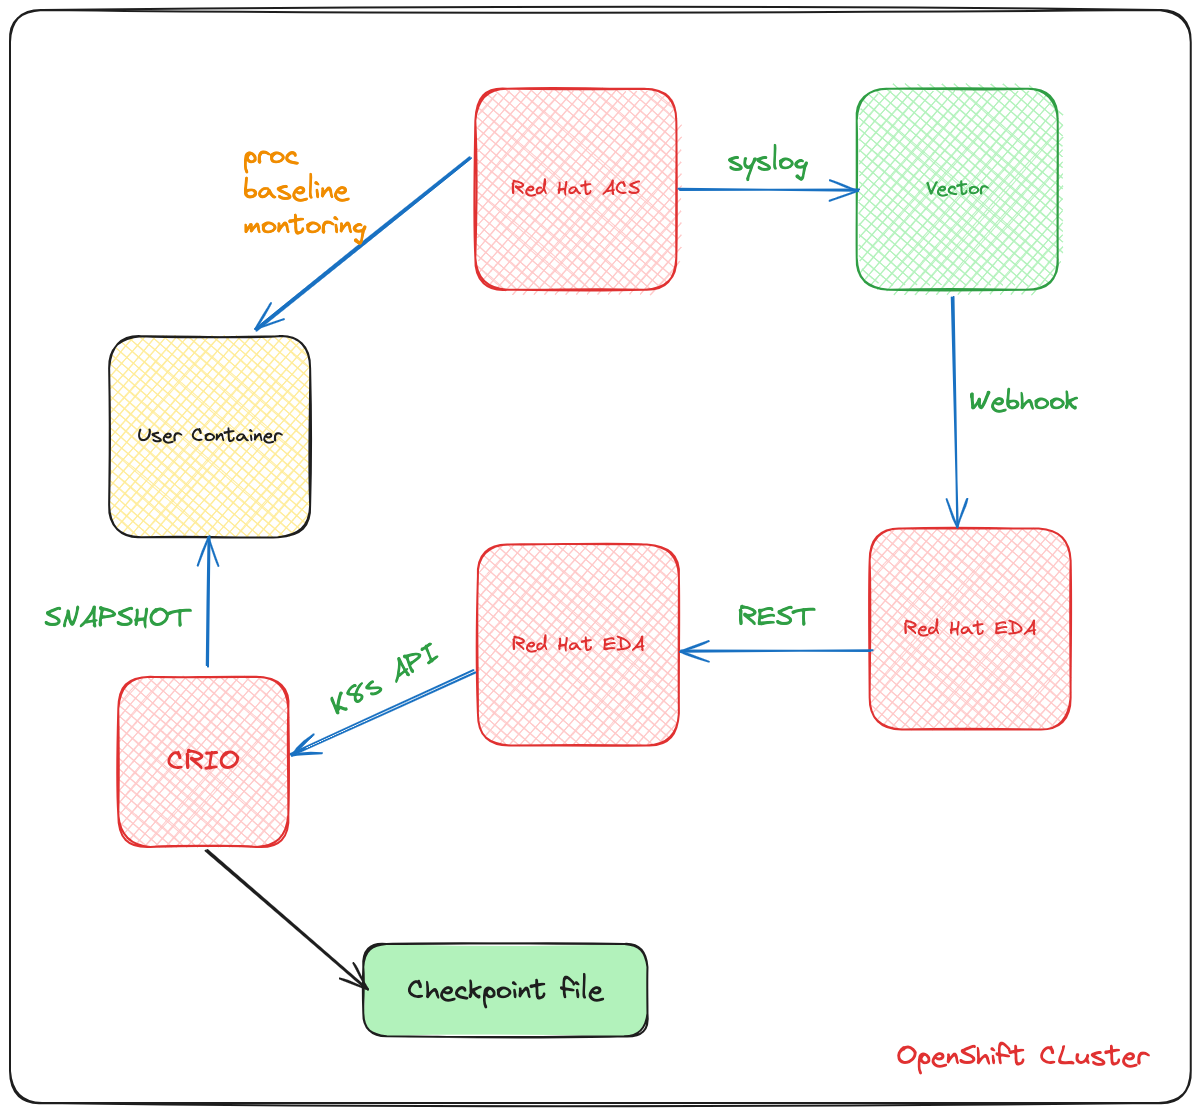 proc
baseline
montoring
Red Hat ACS
syslog
Vector
Webhook
User Container
SNAPSHOT
K8s API
Red Hat EDA
REST
Red Hat EDA
CRIO
Checkpoint file
OpenShift CLuster